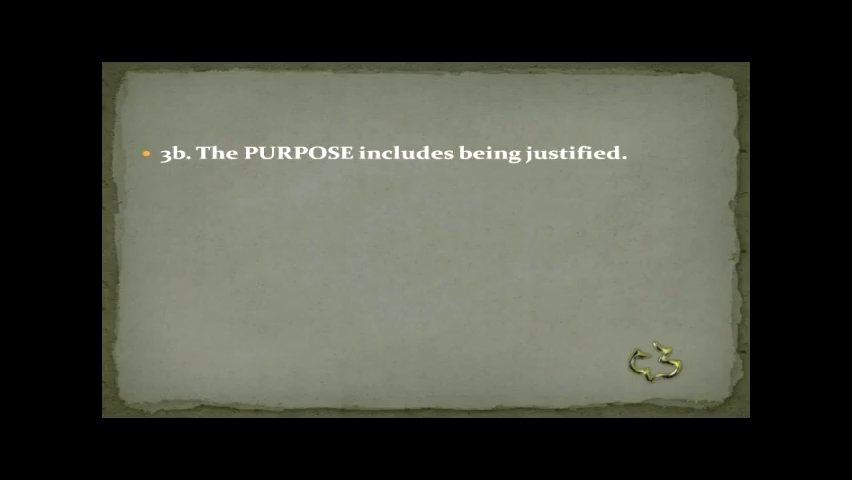 • 3b. The PURPOSE includes being justified.